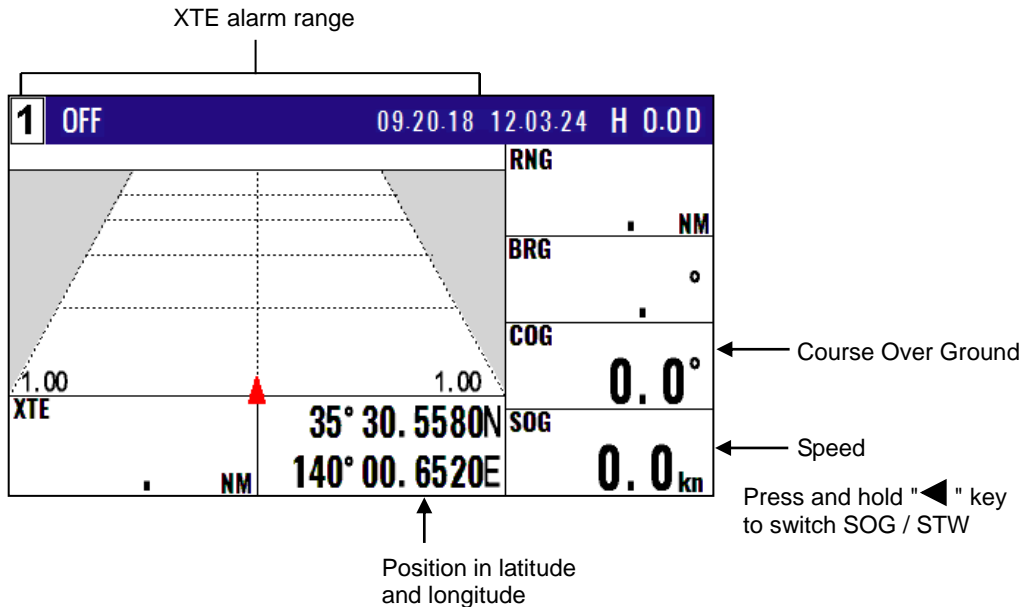 XTE alarm range
1 OFF 09.20.18 12.03.24 H 0.0D
RNG
. NM
BRG
. °
COG
0.0°
Course Over Ground
1.00 1.00
XTE
. NM
35° 30.5580N
140° 00.6520E
SOG
0.0kn
Speed
Press and hold "◀ " key
to switch SOG / STW
Position in latitude
and longitude